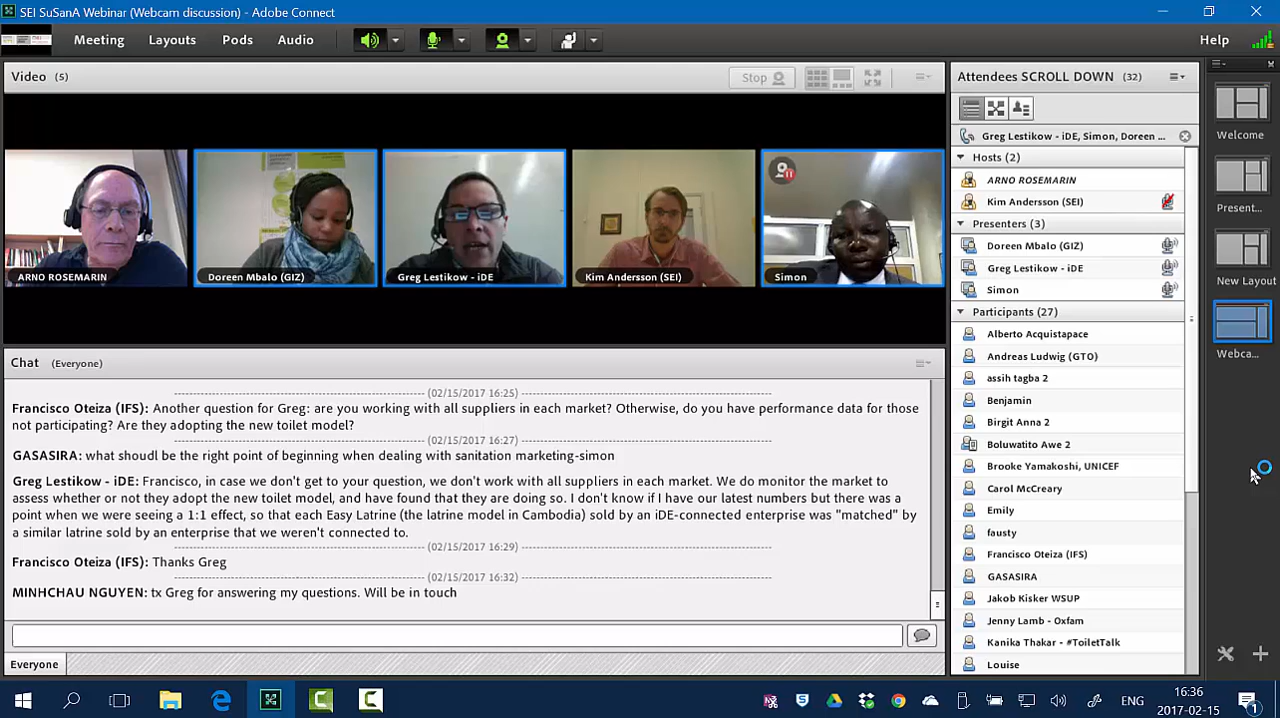 SEI SuSanA Webinar (Webcam discussion) - Adobe Connect
Meeting Layouts Pods Audio Help
Video (5)
Stop
ARNO ROSEMARIN
Doreen Mbalo (GIZ)
Greg Lestikow - iDE
Kim Andersson (SEI)
Simon
Chat (Everyone)
(02/15/2017 16:25)
Francisco Oteiza (IFS): Another question for Greg: are you working with all suppliers in each market? Otherwise, do you have performance data for those
not participating? Are they adopting the new toilet model?
(02/15/2017 16:27)
GASASIRA: what shoudl be the right point of beginning when dealing with sanitation marketing-simon
Greg Lestikow - iDE: Francisco, in case we don't get to your question, we don't work with all suppliers in each market. We do monitor the market to
assess whether or not they adopt the new toilet model, and have found that they are doing so. I don't know if I have our latest numbers but there was a
point when we were seeing a 1:1 effect, so that each Easy Latrine (the latrine model in Cambodia) sold by an iDE-connected enterprise was "matched" by
a similar latrine sold by an enterprise that we weren't connected to.
(02/15/2017 16:29)
Francisco Oteiza (IFS): Thanks Greg
(02/15/2017 16:32)
MINHCHAU NGUYEN: tx Greg for answering my questions. Will be in touch
Everyone
Attendees SCROLL DOWN (32)
Greg Lestikow - iDE, Simon, Doreen ...
Hosts (2)
ARNO ROSEMARIN
Kim Andersson (SEI)
Presenters (3)
Doreen Mbalo (GIZ)
Greg Lestikow - iDE
Simon
Participants (27)
Alberto Acquistapace
Andreas Ludwig (GTO)
assih tagba 2
Benjamin
Birgit Anna 2
Boluwatito Awe 2
Brooke Yamakoshi, UNICEF
Carol McCreary
Emily
fausty
Francisco Oteiza (IFS)
GASASIRA
Jakob Kisker WSUP
Jenny Lamb - Oxfam
Kanika Thakar - #ToiletTalk
Louise
Welcome
Present...
New Layout
Webca...
ENG
16:36
2017-02-15
1